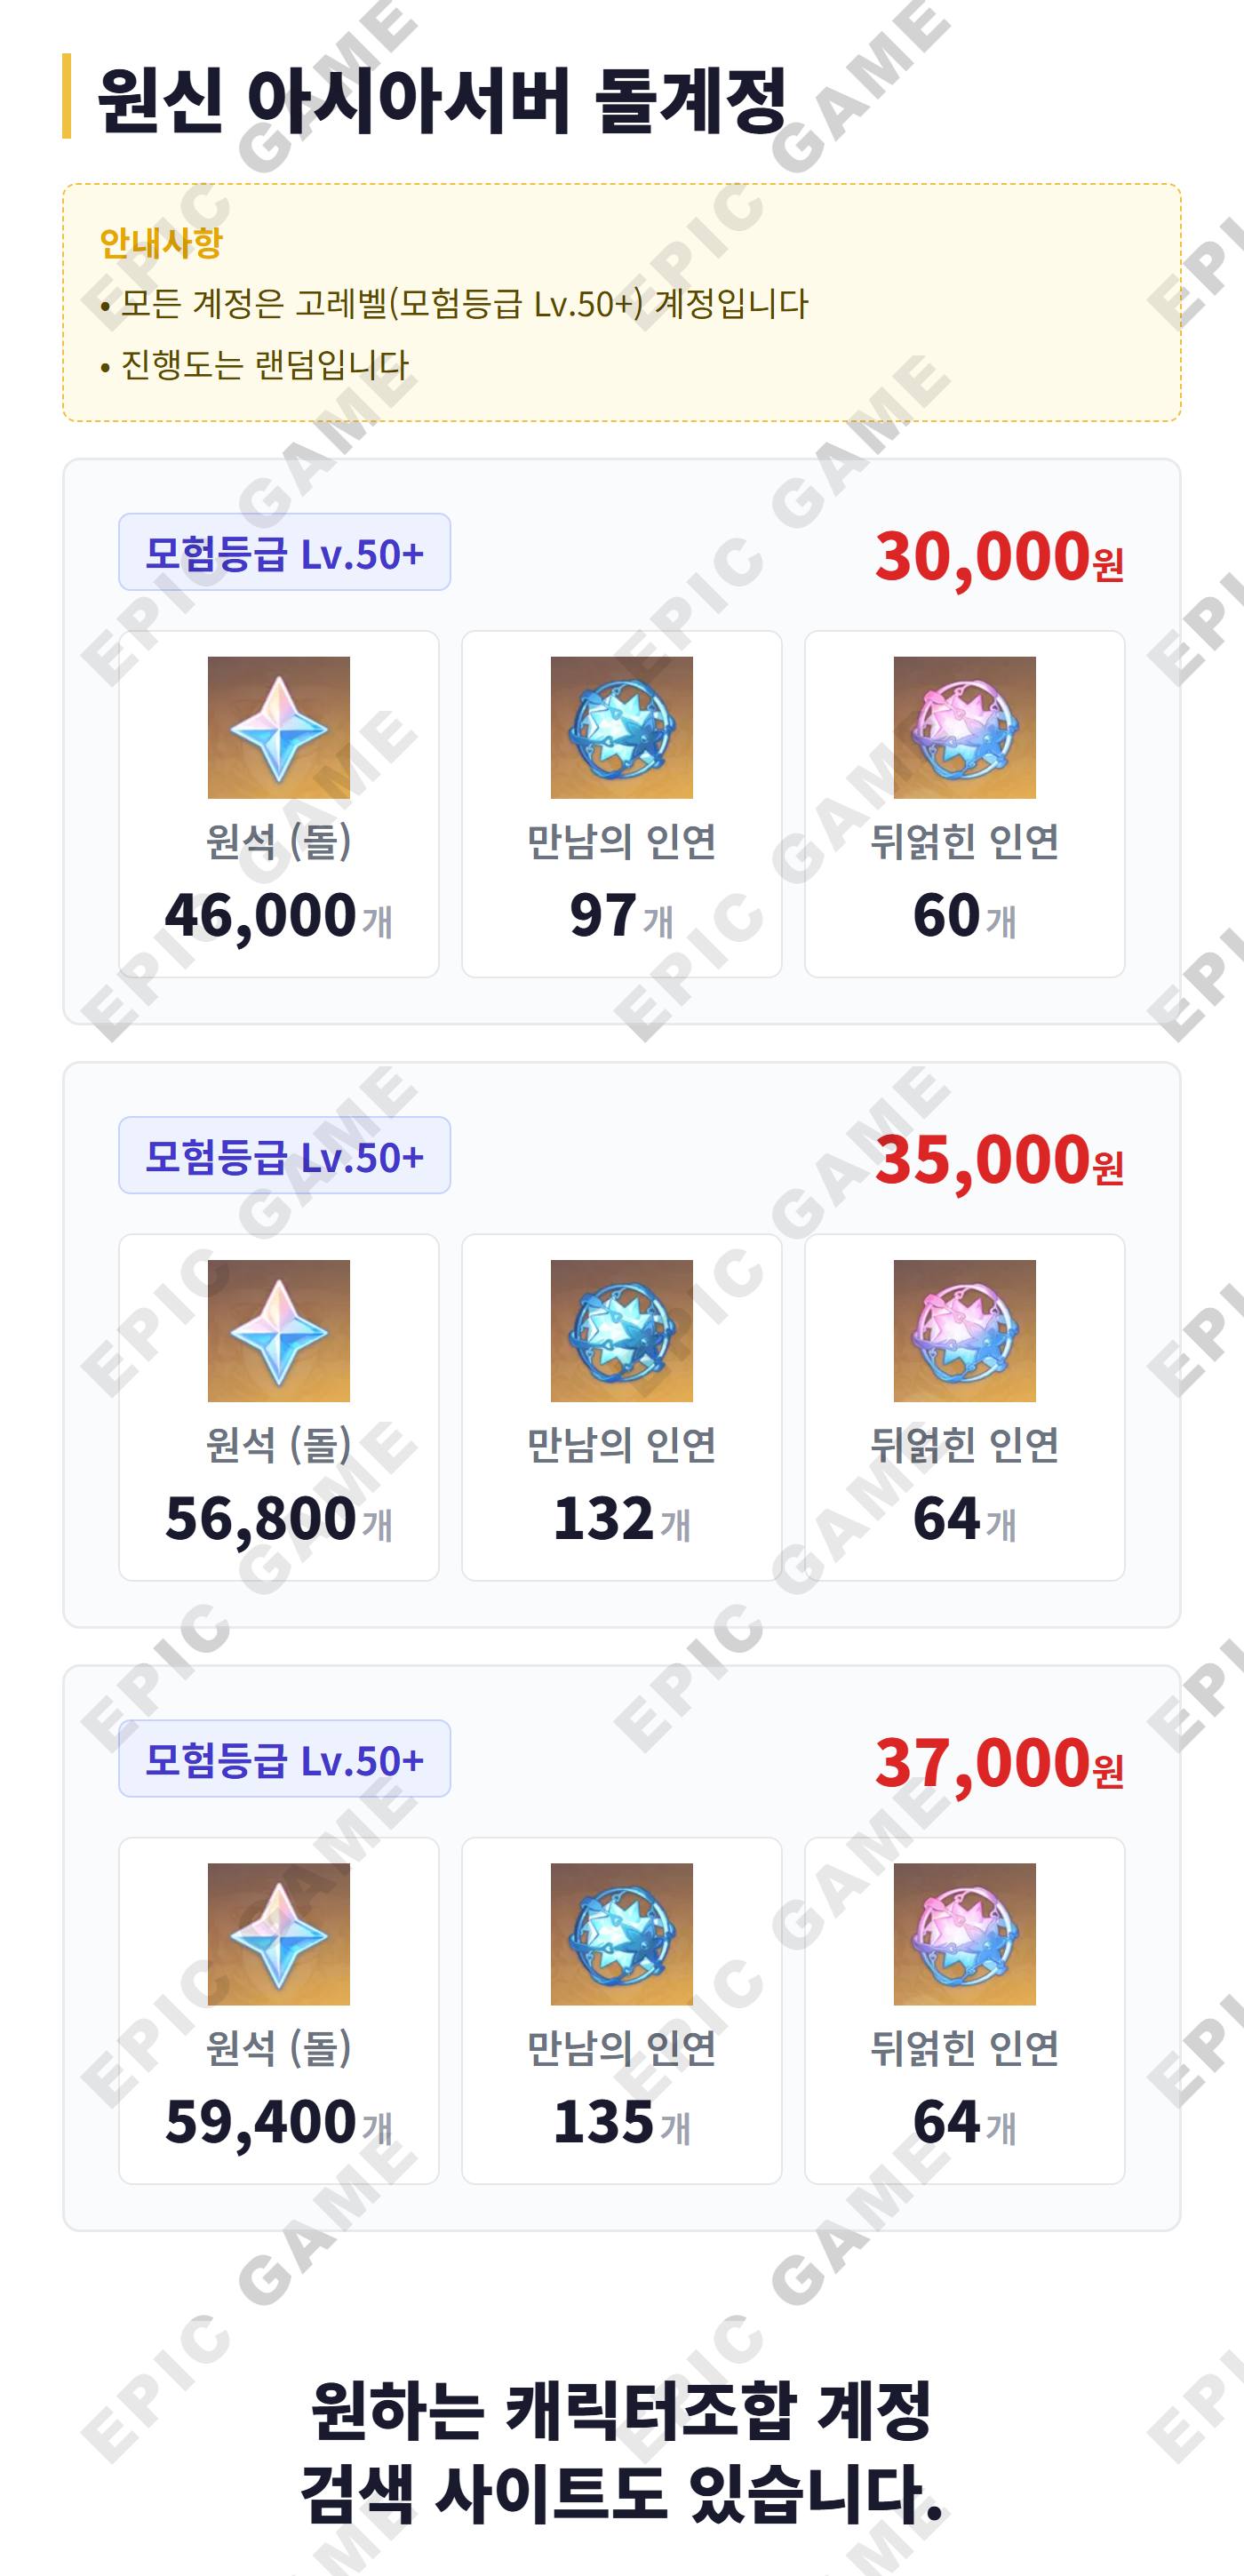 원신 아시아서버 돌계정
안내사항
• 모든 계정은 고레벨(모험등급 Lv.50+) 계정입니다
• 진행도는 랜덤입니다
모험등급 Lv.50+
30,000원
원석 (돌)
만남의 인연
뒤얽힌 인연
46,000개
97개
60개
모험등급 Lv.50+
35,000원
원석 (돌)
만남의 인연
뒤얽힌 인연
56,800개
132개
64개
모험등급 Lv.50+
37,000원
원석 (돌)
만남의 인연
뒤얽힌 인연
59,400개
135개
64개
원하는 캐릭터조합 계정
검색 사이트도 있습니다.
EPIC GAME